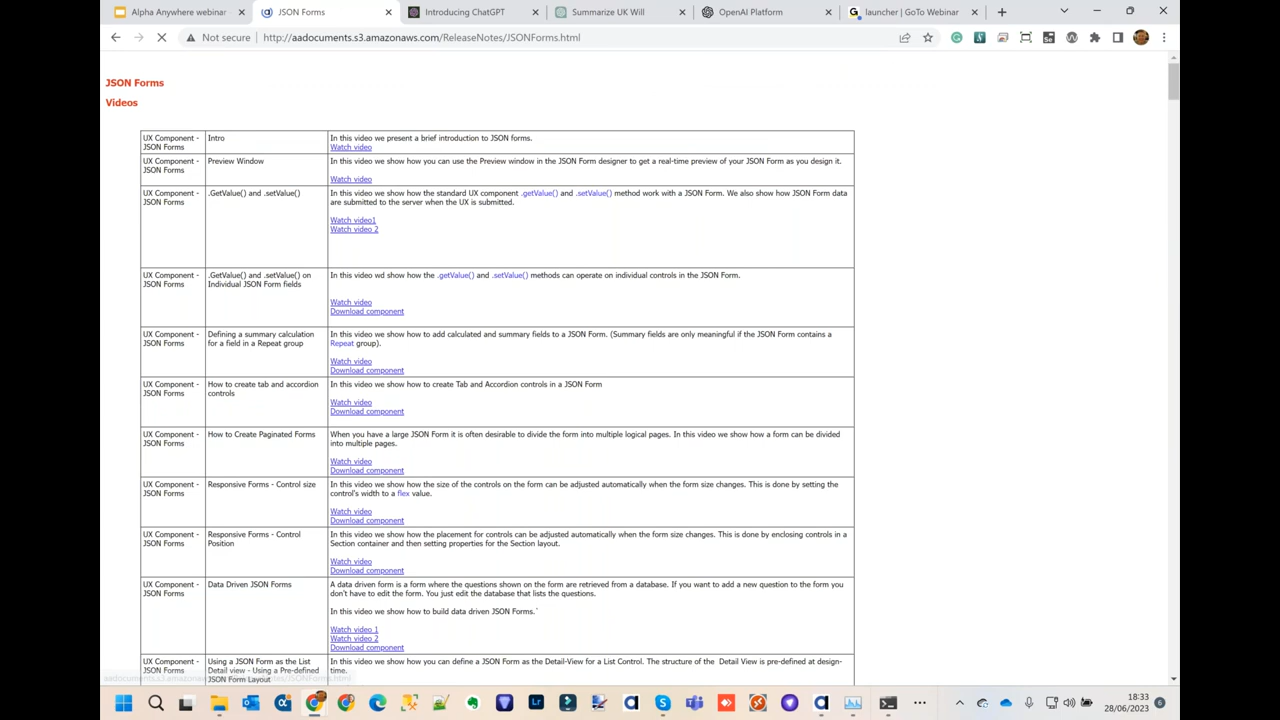 Alpha Anywhere webinar
JSON Forms
Introducing ChatGPT
Summarize UK Will
OpenAI Platform
launcher | GoTo Webinar
Not secure
http://aadocuments.s3.amazonaws.com/ReleaseNotes/JSONForms.html
JSON Forms
Videos
UX Component -
JSON Forms
Intro
In this video we present a brief introduction to JSON forms.
Watch video
UX Component -
JSON Forms
Preview Window
In this video we show how you can use the Preview window in the JSON Form designer to get a real-time preview of your JSON Form as you design it.
Watch video
UX Component -
JSON Forms
.GetValue() and .setValue()
In this video we show how the standard UX component .getValue() and .setValue() method work with a JSON Form. We also show how JSON Form data
are submitted to the server when the UX is submitted.
Watch video1
Watch video 2
UX Component -
JSON Forms
.GetValue() and .setValue() on
Individual JSON Form fields
In this video wd show how the .getValue() and .setValue() methods can operate on individual controls in the JSON Form.
Watch video
Download component
UX Component -
JSON Forms
Defining a summary calculation
for a field in a Repeat group
In this video we show how to add calculated and summary fields to a JSON Form. (Summary fields are only meaningful if the JSON Form contains a
Repeat group).
Watch video
Download component
UX Component -
JSON Forms
How to create tab and accordion
controls
In this video we show how to create Tab and Accordion controls in a JSON Form
Watch video
Download component
UX Component -
JSON Forms
How to Create Paginated Forms
When you have a large JSON Form it is often desirable to divide the form into multiple logical pages. In this video we show how a form can be divided
into multiple pages.
Watch video
Download component
UX Component -
JSON Forms
Responsive Forms - Control size
In this video we show how the size of the controls on the form can be adjusted automatically when the form size changes. This is done by setting the
control's width to a flex value.
Watch video
Download component
UX Component -
JSON Forms
Responsive Forms - Control
Position
In this video we show how the placement for controls can be adjusted automatically when the form size changes. This is done by enclosing controls in a
Section container and then setting properties for the Section layout.
Watch video
Download component
UX Component -
JSON Forms
Data Driven JSON Forms
A data driven form is a form where the questions shown on the form are retrieved from a database. If you want to add a new question to the form you
don't have to edit the form. You just edit the database that lists the questions.
In this video we show how to build data driven JSON Forms.`
Watch video 1
Watch video 2
Download component
UX Component -
JSON Forms
Using a JSON Form as the List
Detail view - Using a Pre-defined
JSON Form Layout
In this video we show how you can define a JSON Form as the Detail-View for a List Control. The structure of the Detail View is pre-defined at design-
time.
18:33
28/06/2023
6